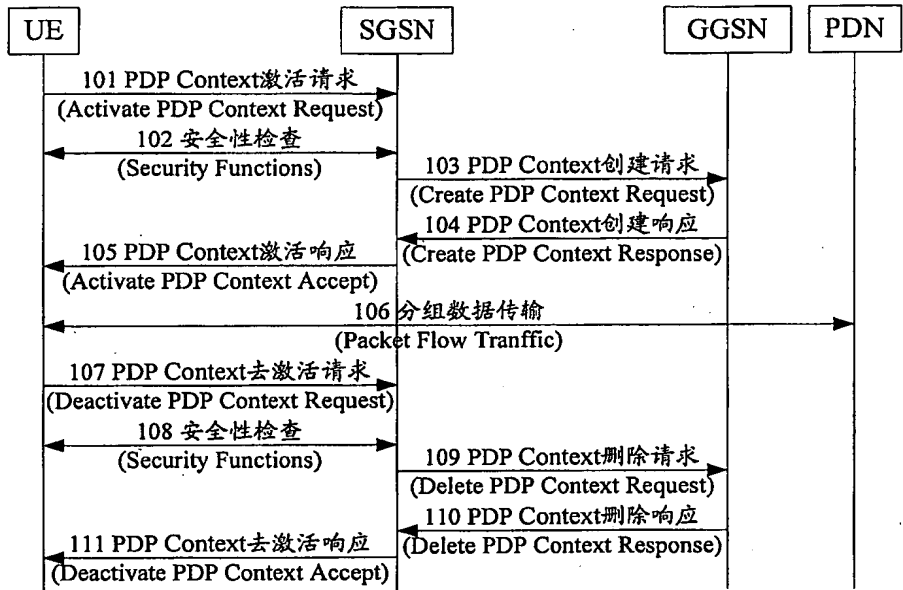 UE
SGSN
GGSN
PDN
101 PDP Context激活请求
(Activate PDP Context Request)
102 安全性检查
(Security Functions)
103 PDP Context创建请求
(Create PDP Context Request)
104 PDP Context创建响应
(Create PDP Context Response)
105 PDP Context激活响应
(Activate PDP Context Accept)
106 分组数据传输
(Packet Flow Tranffic)
107 PDP Context去激活请求
(Deactivate PDP Context Request)
108 安全性检查
(Security Functions)
109 PDP Context删除请求
(Delete PDP Context Request)
110 PDP Context删除响应
(Delete PDP Context Response)
111 PDP Context去激活响应
(Deactivate PDP Context Accept)